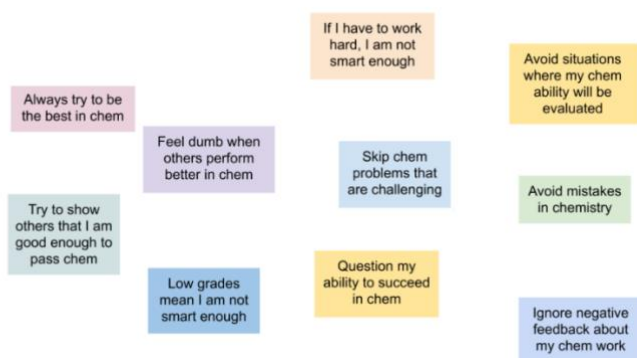 If I have to work
hard, I am not
smart enough
Avoid situations
where my chem
ability will be
evaluated
Always try to be
the best in chem
Feel dumb when
others perform
better in chem
Skip chem
problems that
are challenging
Avoid mistakes
in chemistry
Try to show
others that I am
good enough to
pass chem
Low grades
mean I am not
smart enough
Question my
ability to succeed
in chem
Ignore negative
feedback about
my chem work